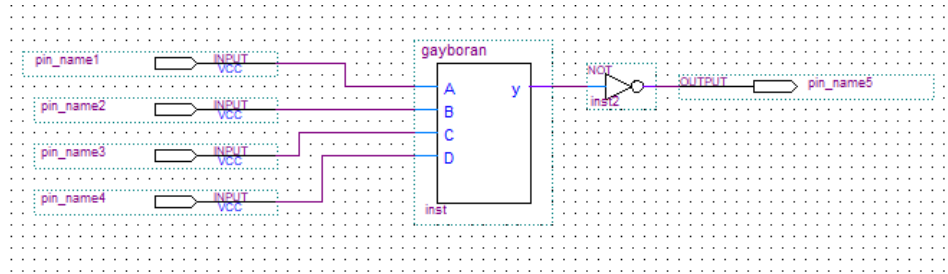 gayboran
pin_name1 INPUT
VCC
A y
NOT
inst2
OUTPUT pin_name5
pin_name2 INPUT
VCC
B
pin_name3 INPUT
VCC
C
D
pin_name4 INPUT
VCC
inst